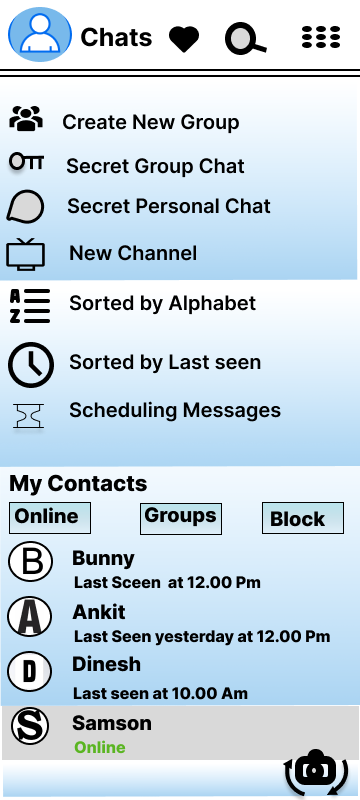 Chats
Create New Group
Secret Group Chat
Secret Personal Chat
New Channel
A
Z
Sorted by Alphabet
Sorted by Last seen
Scheduling Messages
My Contacts
Online Groups Block
B
Bunny
Last Sceen at 12.00 Pm
A
Ankit
Last Seen yesterday at 12.00 Pm
D
Dinesh
Last seen at 10.00 Am
S
Samson
Online